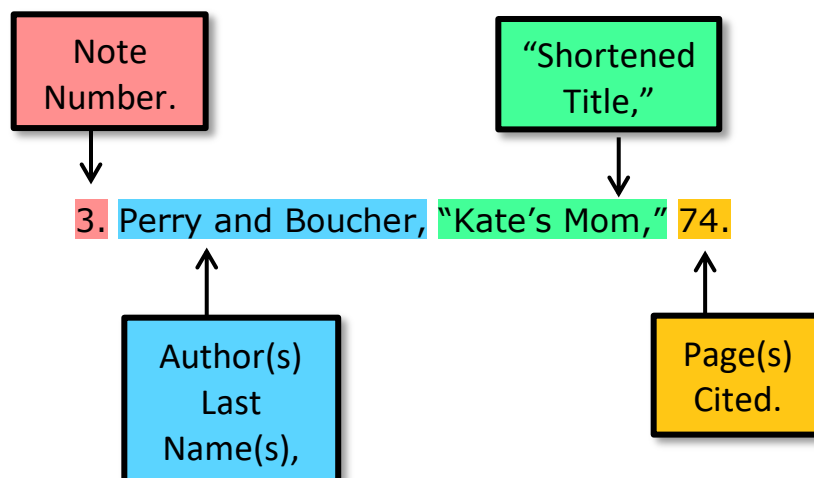 Note
Number.
“Shortened
Title,”
3. Perry and Boucher, “Kate’s Mom,” 74.
Author(s)
Last
Name(s),
Page(s)
Cited.